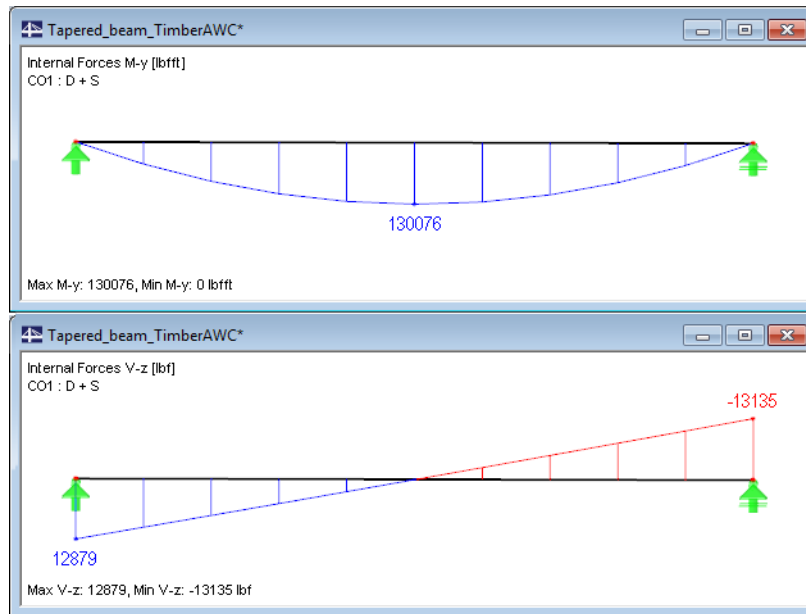 Tapered_beam_TimberAWC*
Internal Forces M-y [lbfft]
CO1 : D + S
130076
Max M-y: 130076, Min M-y: 0 lbfft
Tapered_beam_TimberAWC*
Internal Forces V-z [lbf]
CO1 : D + S
-13135
12879
Max V-z: 12879, Min V-z: -13135 lbf